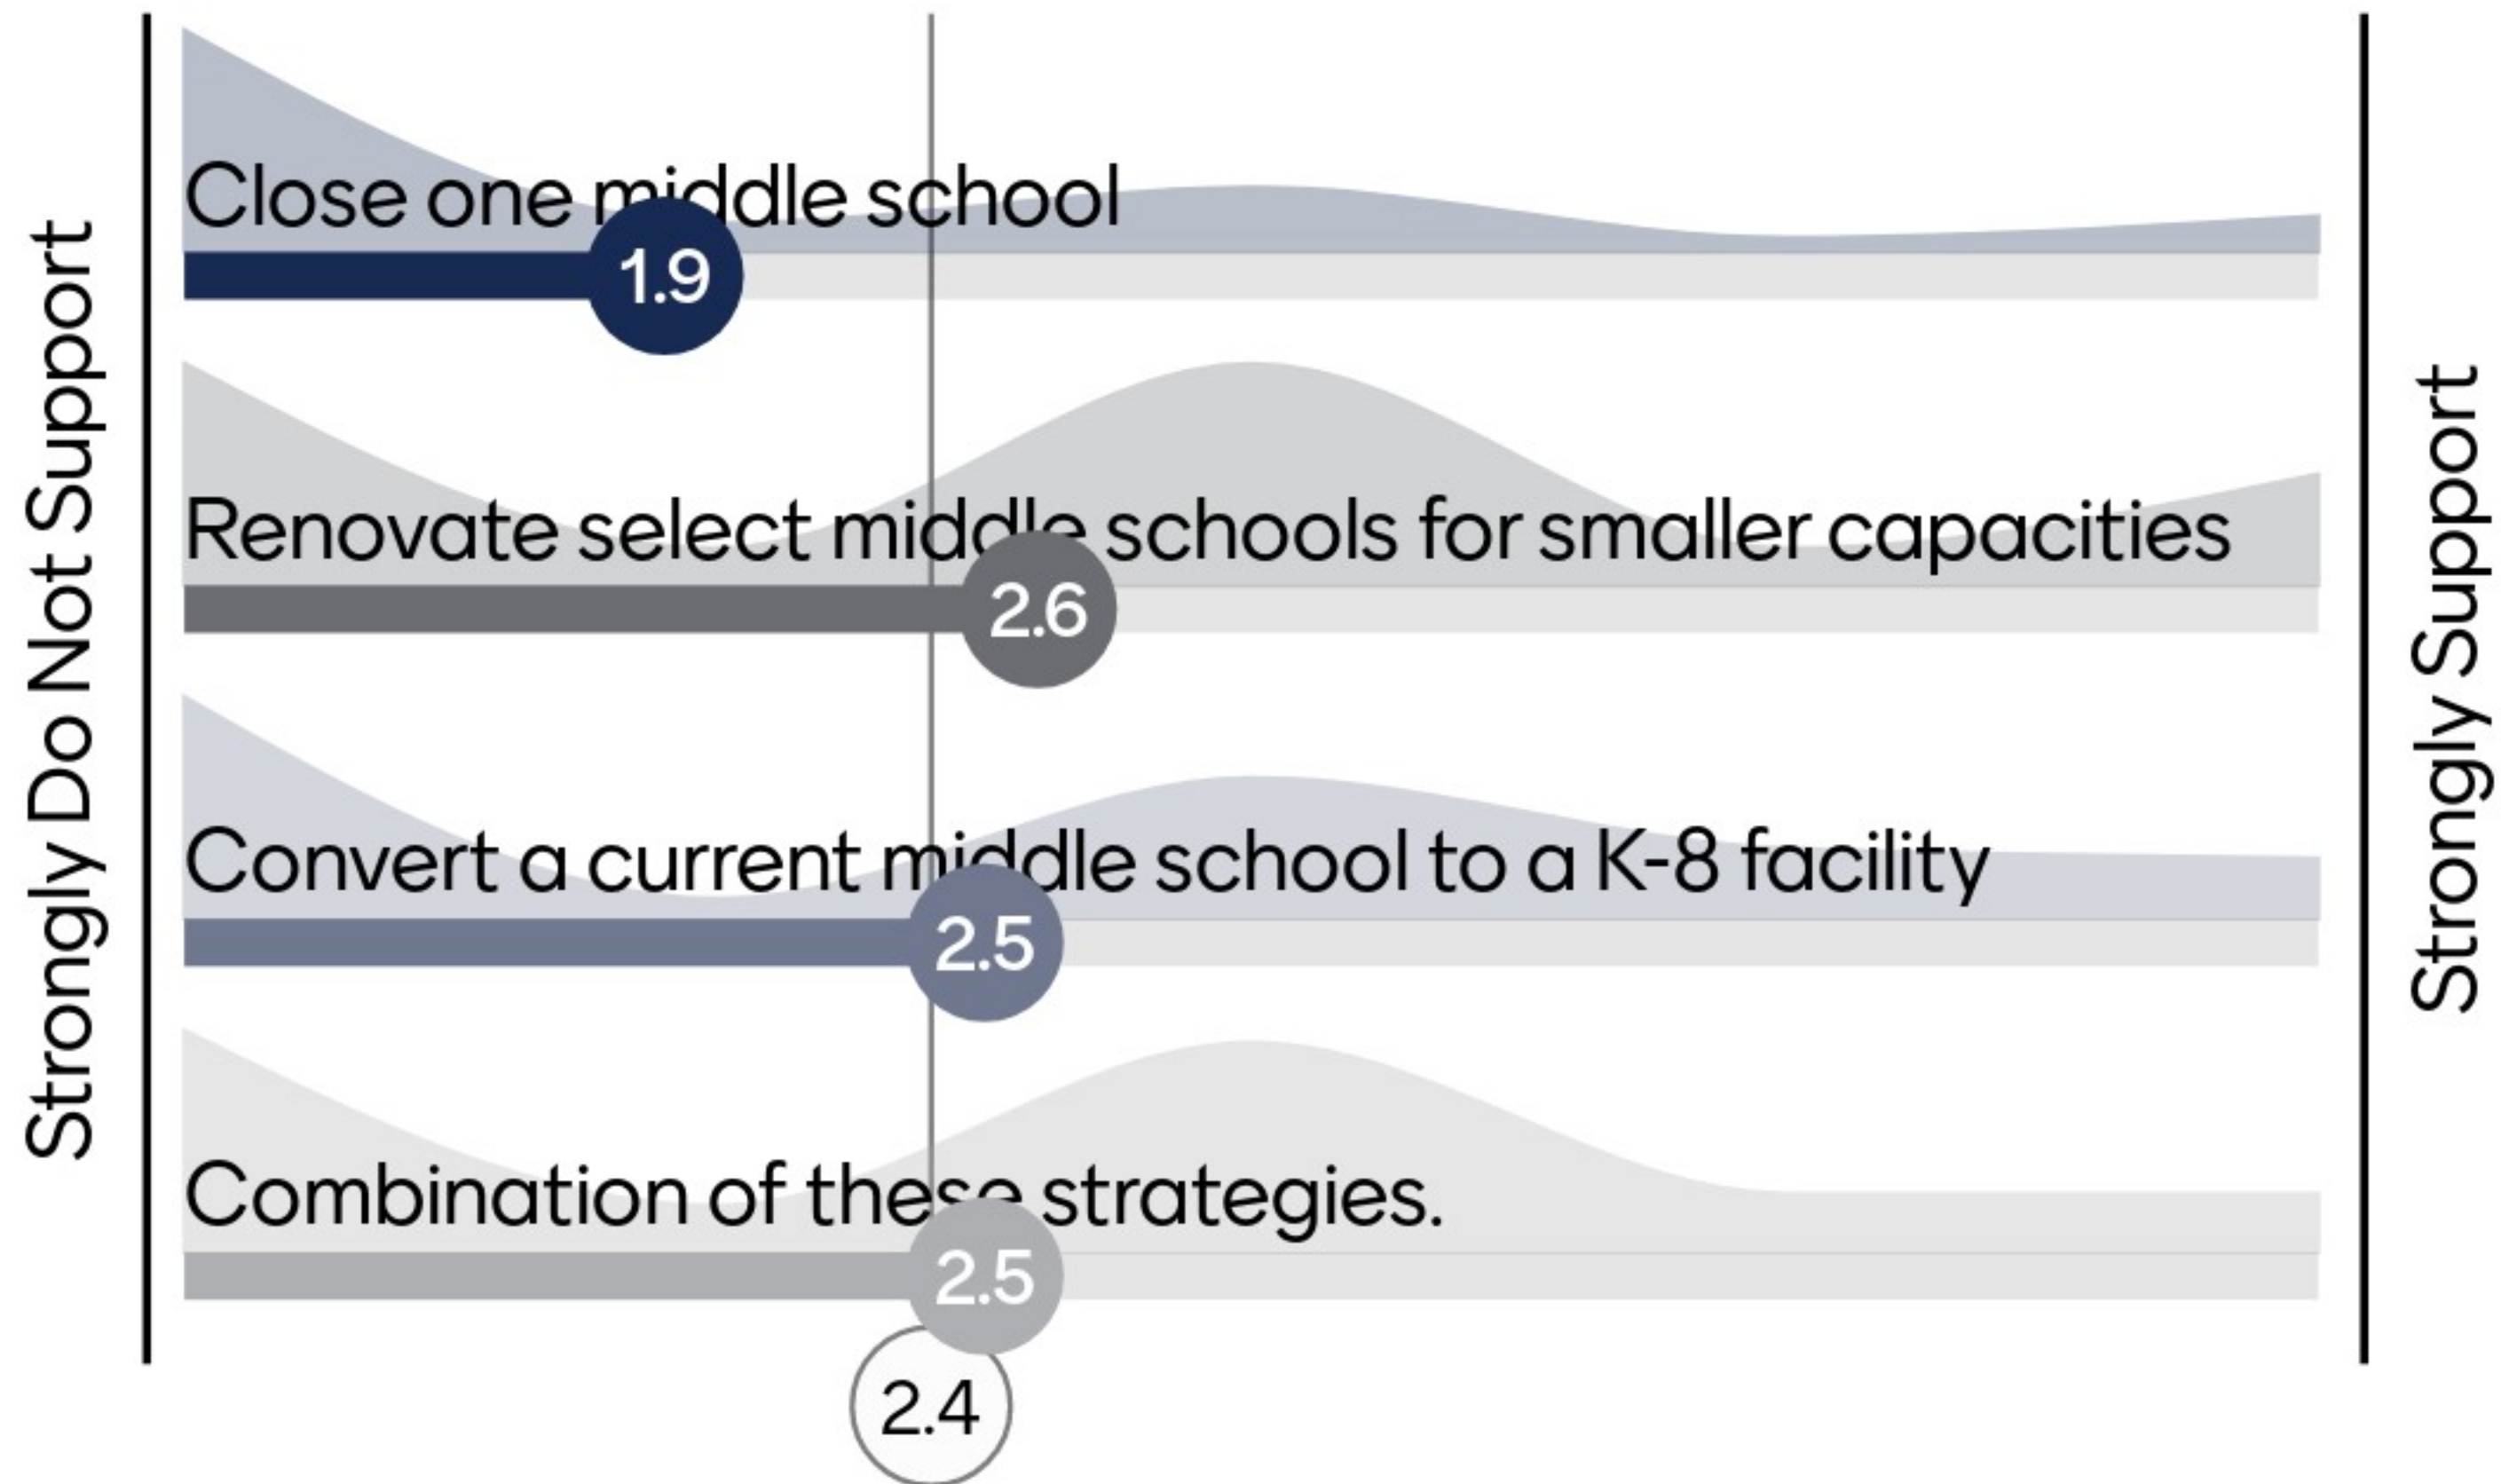 Strongly Do Not Support
Close one middle school
1.9
Renovate select middle schools for smaller capacities
2.6
Convert a current middle school to a K-8 facility
2.5
Combination of these strategies.
2.5
2.4
Strongly Support